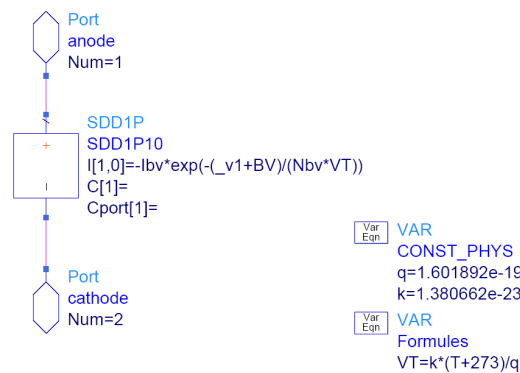 Port
anode
Num=1
SDD1P
SDD1P10
I[1,0]=-Ibv*exp(-(_v1+BV)/(Nbv*VT))
C[1]=
Cport[1]=
Port
cathode
Num=2
Var
Eqn
VAR
CONST_PHYS
q=1.601892e-19
k=1.380662e-23
Var
Eqn
VAR
Formules
VT=k*(T+273)/q